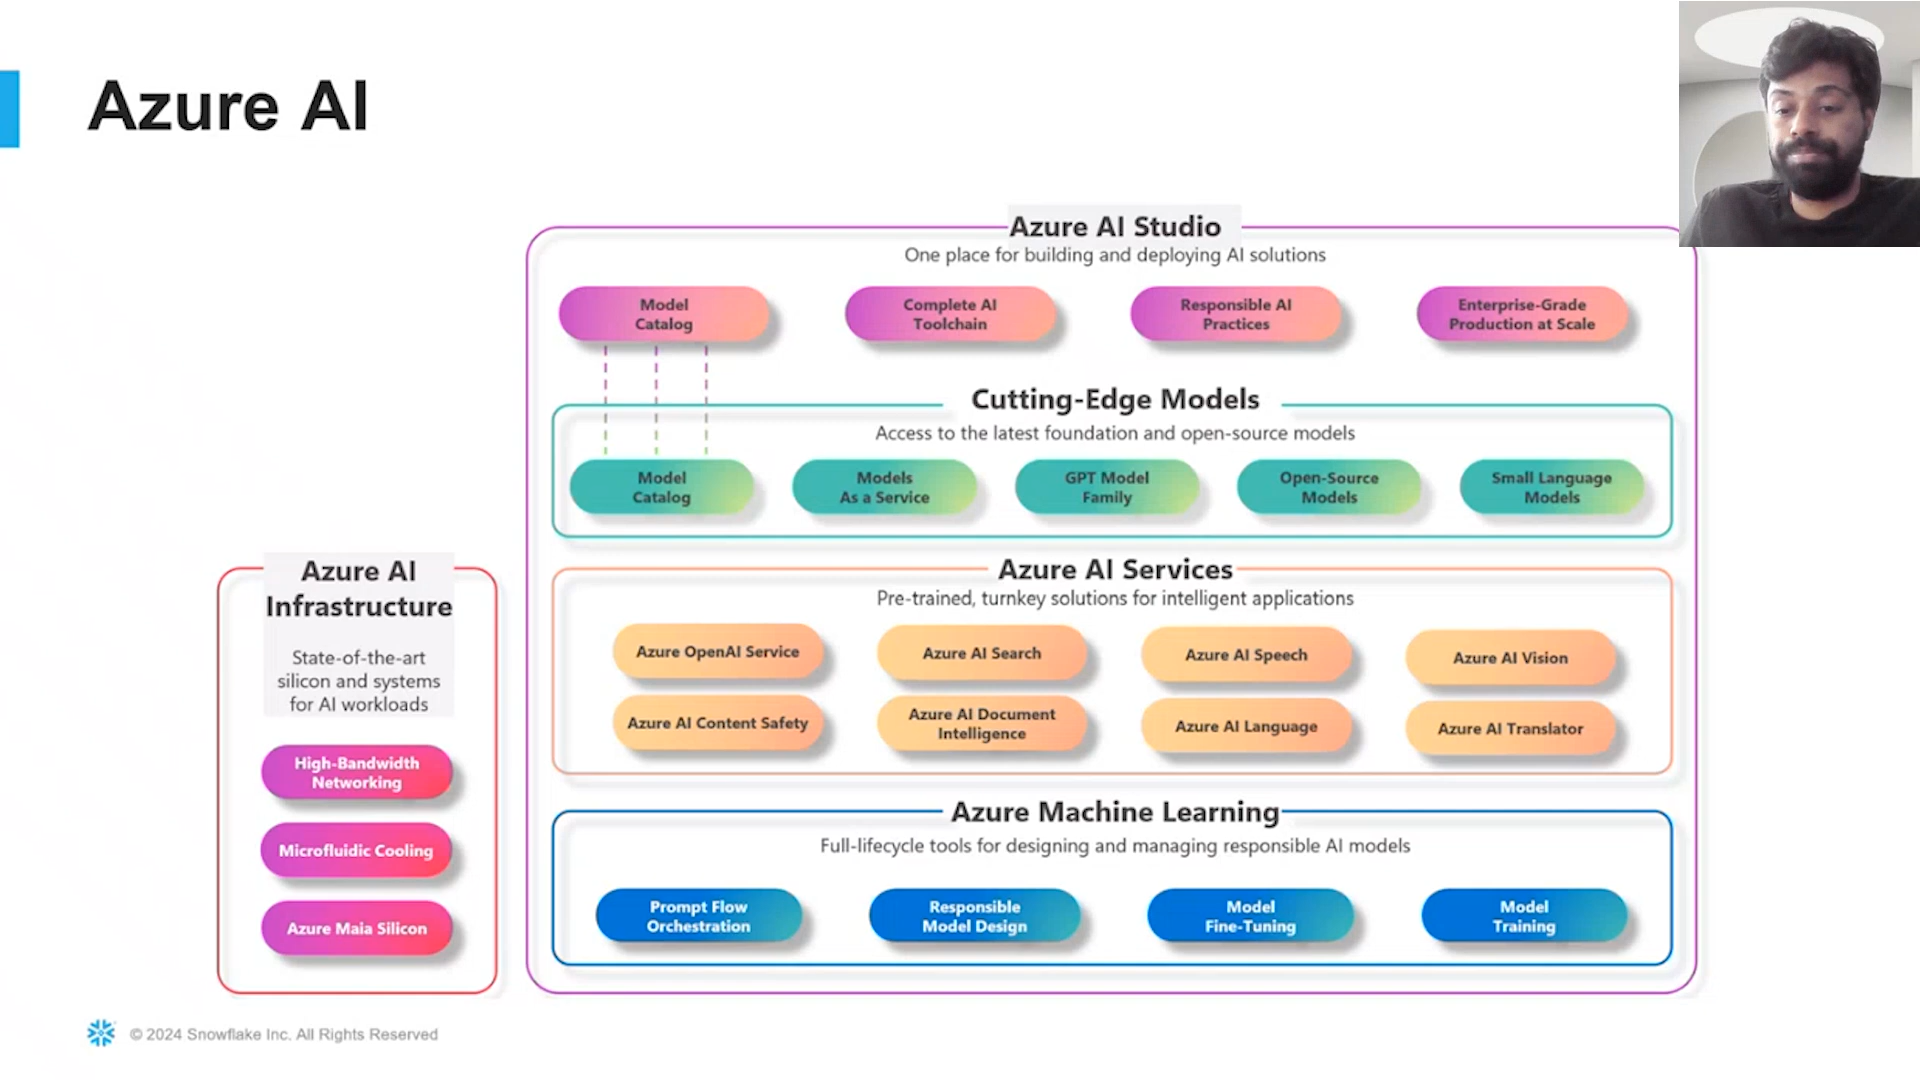 Azure AI
Azure AI Studio
One place for building and deploying AI solutions
Model
Catalog
Complete AI
Toolchain
Responsible AI
Practices
Enterprise-Grade
Production at Scale
Cutting-Edge Models
Access to the latest foundation and open-source models
Model
Catalog
Models
As a Service
GPT Model
Family
Open-Source
Models
Small Language
Models
Azure AI
Infrastructure
State-of-the-art
silicon and systems
for AI workloads
High-Bandwidth
Networking
Microfluidic Cooling
Azure Maia Silicon
Azure AI Services
Pre-trained, turnkey solutions for intelligent applications
Azure OpenAI Service
Azure AI Search
Azure AI Speech
Azure AI Vision
Azure AI Content Safety
Azure AI Document
Intelligence
Azure AI Language
Azure AI Translator
Azure Machine Learning
Full-lifecycle tools for designing and managing responsible AI models
Prompt Flow
Orchestration
Responsible
Model Design
Model
Fine-Tuning
Model
Training
© 2024 Snowflake Inc. All Rights Reserved